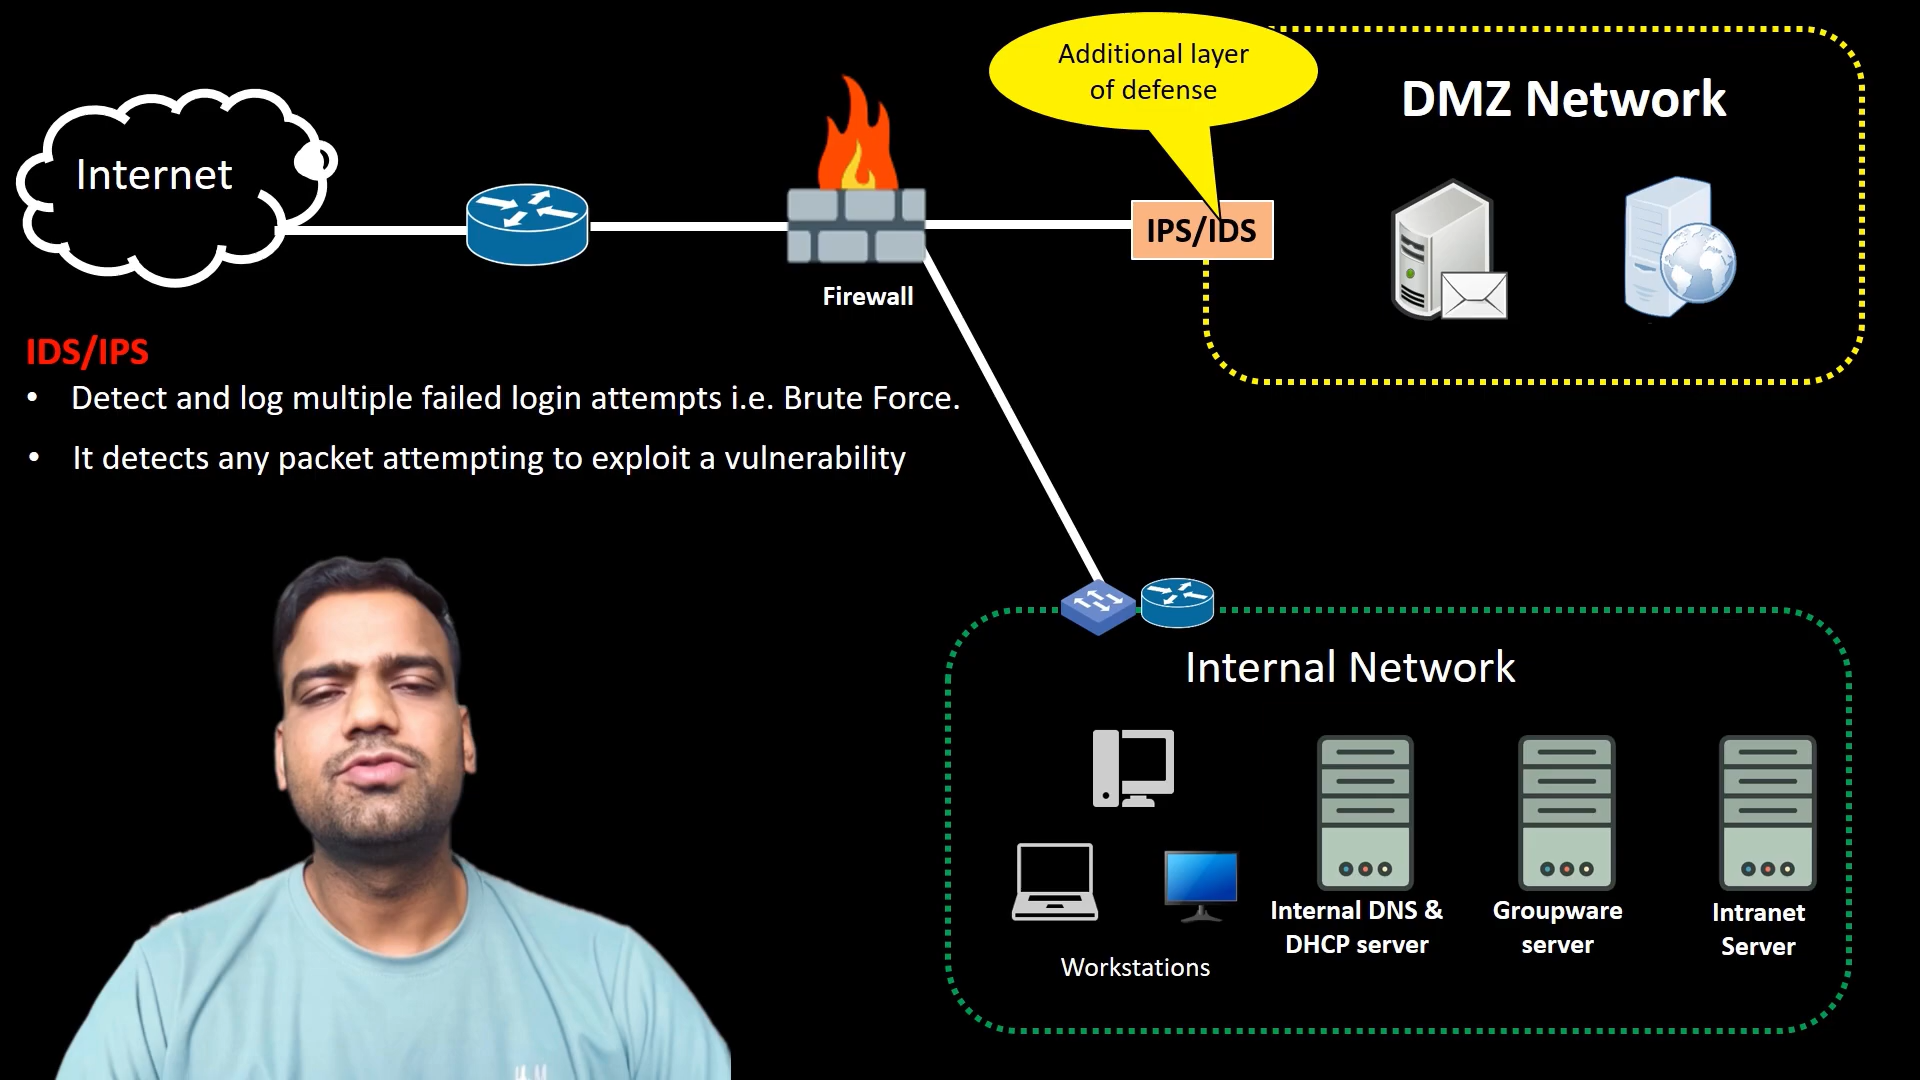 Additional layer
of defense
DMZ Network
Internet
IPS/IDS
Firewall
IDS/IPS
• Detect and log multiple failed login attempts i.e. Brute Force.
• It detects any packet attempting to exploit a vulnerability
Internal Network
Internal DNS &
DHCP server
Groupware
server
Intranet
Server
Workstations